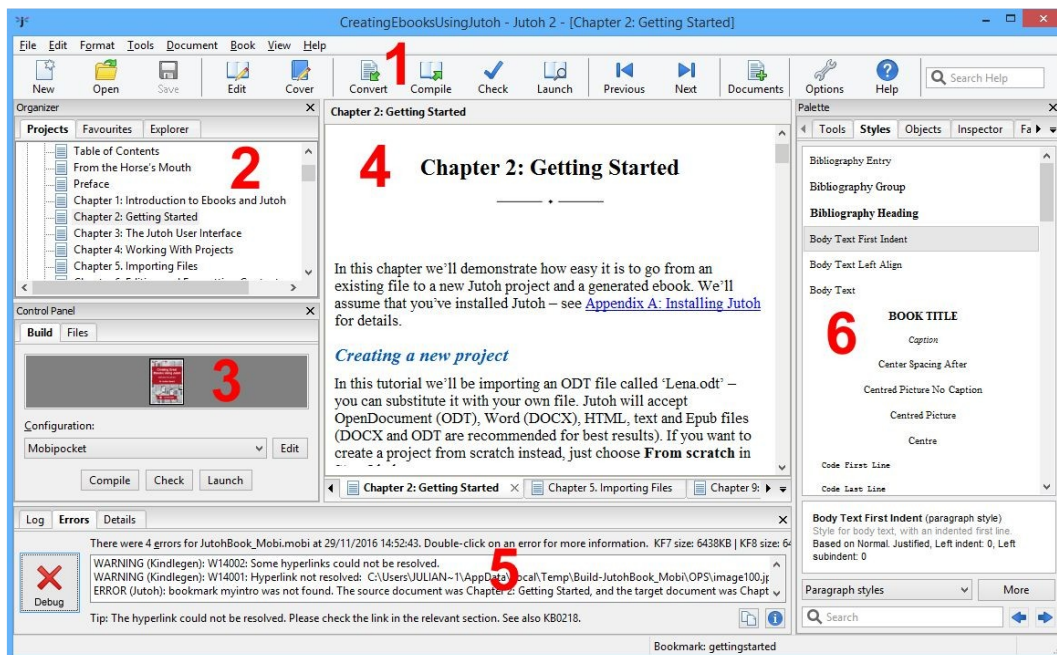 CreatingEbooksUsingJutoh - Jutoh 2 - [Chapter 2: Getting Started]
File Edit Format Tools Document Book View Help
1
New Open Save Edit Cover Convert Compile Check Launch Previous Next Documents Options Help Search Help
Organizer
Projects Favourites Explorer
Table of Contents
From the Horse's Mouth
Preface
Chapter 1: Introduction to Ebooks and Jutoh
Chapter 2: Getting Started
Chapter 3: The Jutoh User Interface
Chapter 4: Working With Projects
Chapter 5. Importing Files
2
Control Panel
Build Files
3
Configuration:
Mobipocket Edit
Compile Check Launch
Chapter 2: Getting Started
4
Chapter 2: Getting Started
In this chapter we'll demonstrate how easy it is to go from an
existing file to a new Jutoh project and a generated ebook. We'll
assume that you've installed Jutoh – see Appendix A: Installing Jutoh
for details.
Creating a new project
In this tutorial we'll be importing an ODT file called 'Lena.odt' –
you can substitute it with your own file. Jutoh will accept
OpenDocument (ODT), Word (DOCX), HTML, text and Epub files
(DOCX and ODT are recommended for best results). If you want to
create a project from scratch instead, just choose From scratch in
Chapter 2: Getting Started Chapter 5. Importing Files Chapter 9:
Palette
Tools Styles Objects Inspector Fa
Bibliography Entry
Bibliography Group
Bibliography Heading
Body Text First Indent
Body Text Left Align
Body Text
BOOK TITLE
6
Caption
Center Spacing After
Centred Picture No Caption
Centred Picture
Centre
Code First Line
Code Last Line
Body Text First Indent (paragraph style)
Style for body text, with an indented first line.
Based on Normal. Justified, Left indent: 0, Left
subindent: 0
Paragraph styles More
Search
Log Errors Details
There were 4 errors for JutohBook_Mobi.mobi at 29/11/2016 14:52:43. Double-click on an error for more information. KF7 size: 6438KB | KF8 size: 64
WARNING (Kindlegen): W14002: Some hyperlinks could not be resolved.
WARNING (Kindlegen): W14001: Hyperlink not resolved: C:\Users\JULIAN~1\AppData\Local\Temp\Build-JutohBook_Mobi\OPS\image100.jp
ERROR (Jutoh): bookmark myintro was not found. The source document was Chapter 2: Getting Started, and the target document was Chapt
5
Debug
Tip: The hyperlink could not be resolved. Please check the link in the relevant section. See also KB0218.
Bookmark: gettingstarted